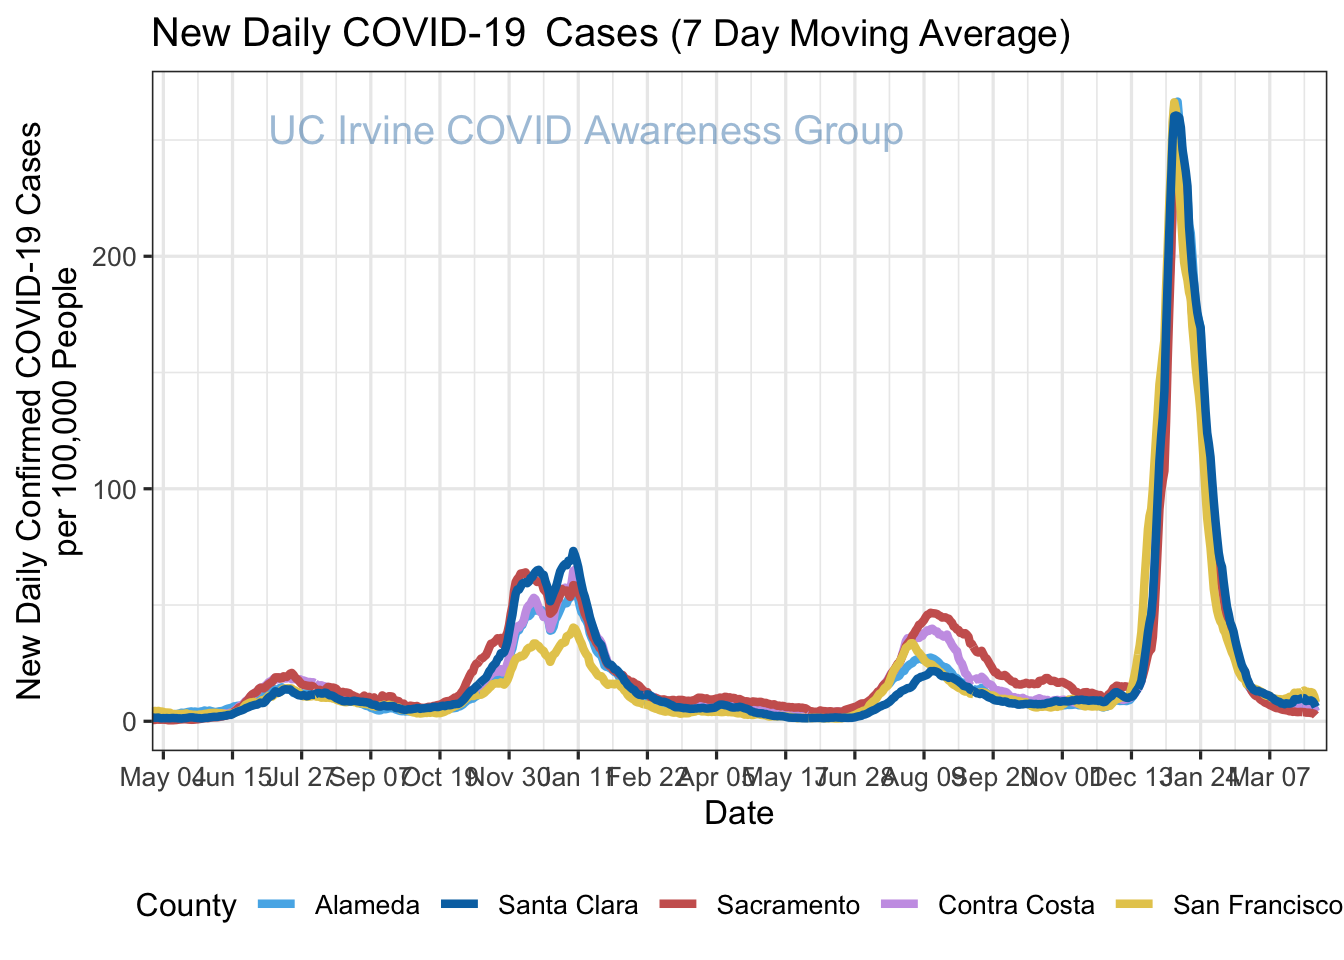 New Daily COVID-19 Cases (7 Day Moving Average)
UC Irvine COVID Awareness Group
New Daily Confirmed COVID-19 Cases
per 100,000 People
200
100
0
May 04 Jun 15 Jul 27 Sep 07 Oct 19 Nov 30 Jan 11 Feb 22 Apr 05 May 17 Jun 28 Aug 09 Sep 20 Nov 01 Dec 13 Jan 24 Mar 07
Date
County Alameda Santa Clara Sacramento Contra Costa San Francisco